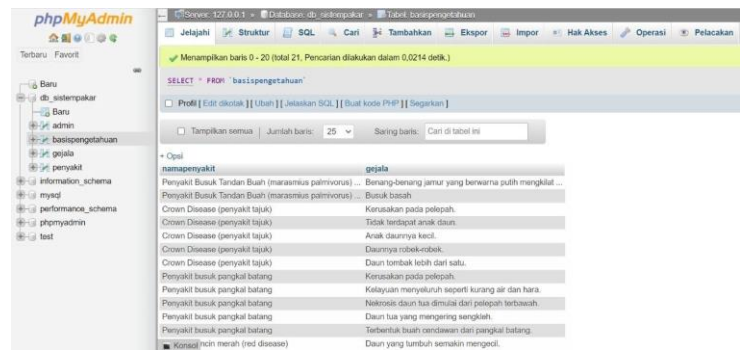 phpMyAdmin
Terbaru Favorit
Baru
db_sistempakar
Baru
admin
basispengetahuan
gejala
penyakit
information_schema
mysql
performance_schema
phpmyadmin
test
Server: 127.0.0.1 » Database: db_sistempakar » Tabel: basispengetahuan
Jelajahi Struktur SQL Cari Tambahkan Ekspor Impor Hak Akses Operasi Pelacakan
Menampilkan baris 0 - 20 (total 21, Pencarian dilakukan dalam 0,0214 detik.)
SELECT * FROM `basispengetahuan`
Profil [ Edit dikotak ] [ Ubah ] [ Jelaskan SQL ] [ Buat kode PHP ] [ Segarkan ]
Tampilkan semua | Jumlah baris: 25 Saring baris: Cari di tabel ini
+ Opsi
namapenyakit gejala
Penyakit Busuk Tandan Buah (marasmius palmivorus) ... Benang-benang jamur yang berwarna putih mengkilat ...
Penyakit Busuk Tandan Buah (marasmius palmivorus) ... Busuk basah
Crown Disease (penyakit tajuk) Kerusakan pada pelepah.
Crown Disease (penyakit tajuk) Tidak terdapat anak daun.
Crown Disease (penyakit tajuk) Anak daunnya kecil.
Crown Disease (penyakit tajuk) Daunnya robek-robek.
Crown Disease (penyakit tajuk) Daun tombak lebih dari satu.
Penyakit busuk pangkal batang Kerusakan pada pelepah.
Penyakit busuk pangkal batang Kelayuan menyeluruh seperti kurang air dan hara.
Penyakit busuk pangkal batang Nekrosis daun tua dimulai dari pelepah terbawah.
Penyakit busuk pangkal batang Daun tua yang mengering sengkleh.
Penyakit busuk pangkal batang Terbentuk buah cendawan dari pangkal batang.
Konsol ncin merah (red disease) Daun yang tumbuh semakin mengecil.